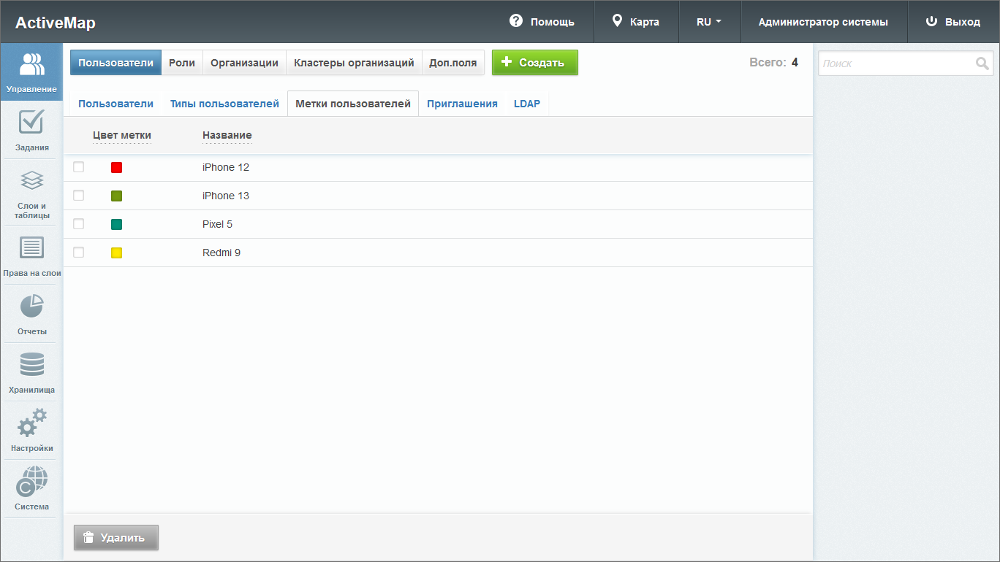 ActiveMap
Помощь
Карта
RU
Администратор системы
Выход
Управление
Задания
Слои и
таблицы
Права на слои
Отчеты
Хранилища
Настройки
Система
Пользователи
Роли
Организации
Кластеры организаций
Доп.поля
Создать
Всего: 4
Пользователи
Типы пользователей
Метки пользователей
Приглашения
LDAP
Цвет метки
Название
iPhone 12
iPhone 13
Pixel 5
Redmi 9
Удалить
Поиск